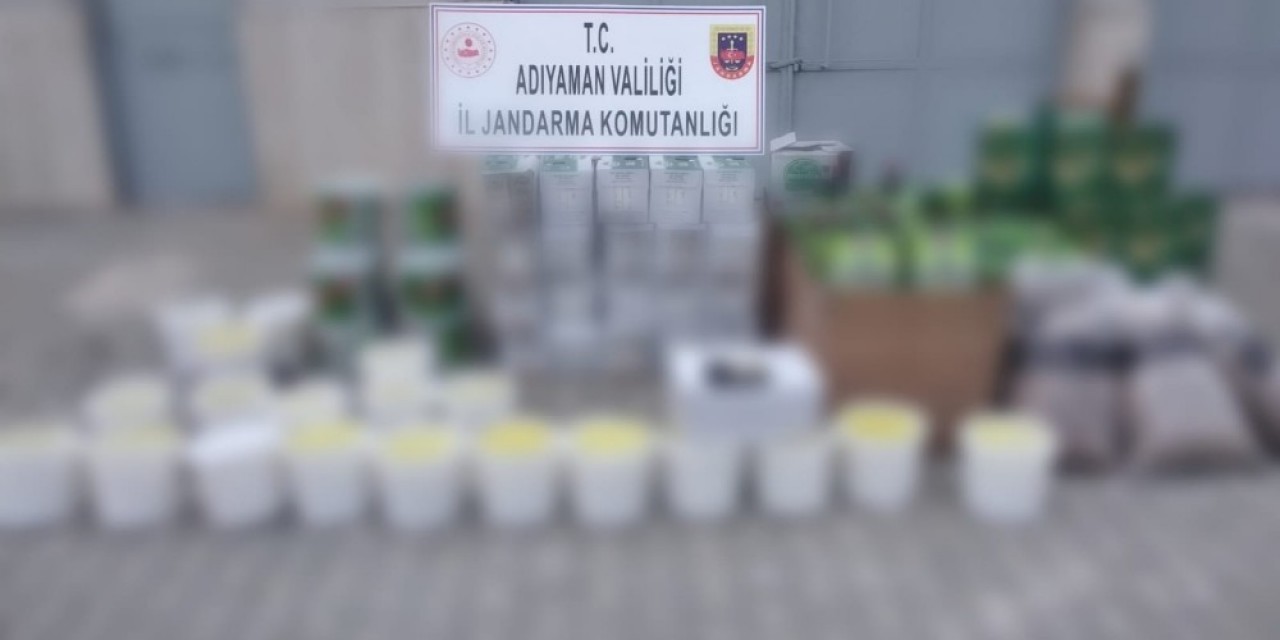 T.C.
ADIYAMAN VALİLİĞİ
İL JANDARMA KOMUTANLIĞI